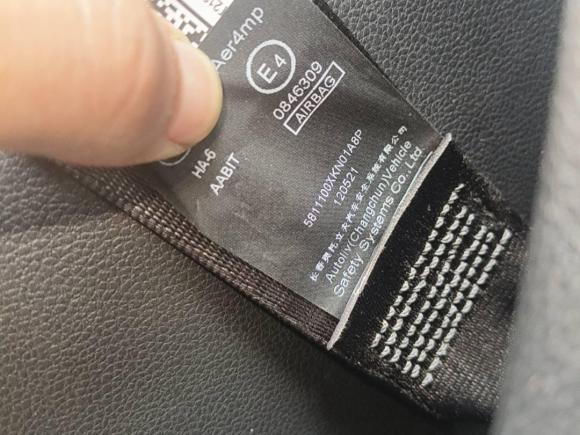 Aer4mp
E4
0846309
AIRBAG
HA-6
AABIT
5811100XKN01A8P
120521
长春奥托立夫汽车安全系统有限公司
Autoliv(Changchun)Vehicle
Safety Systems Co.,Ltd